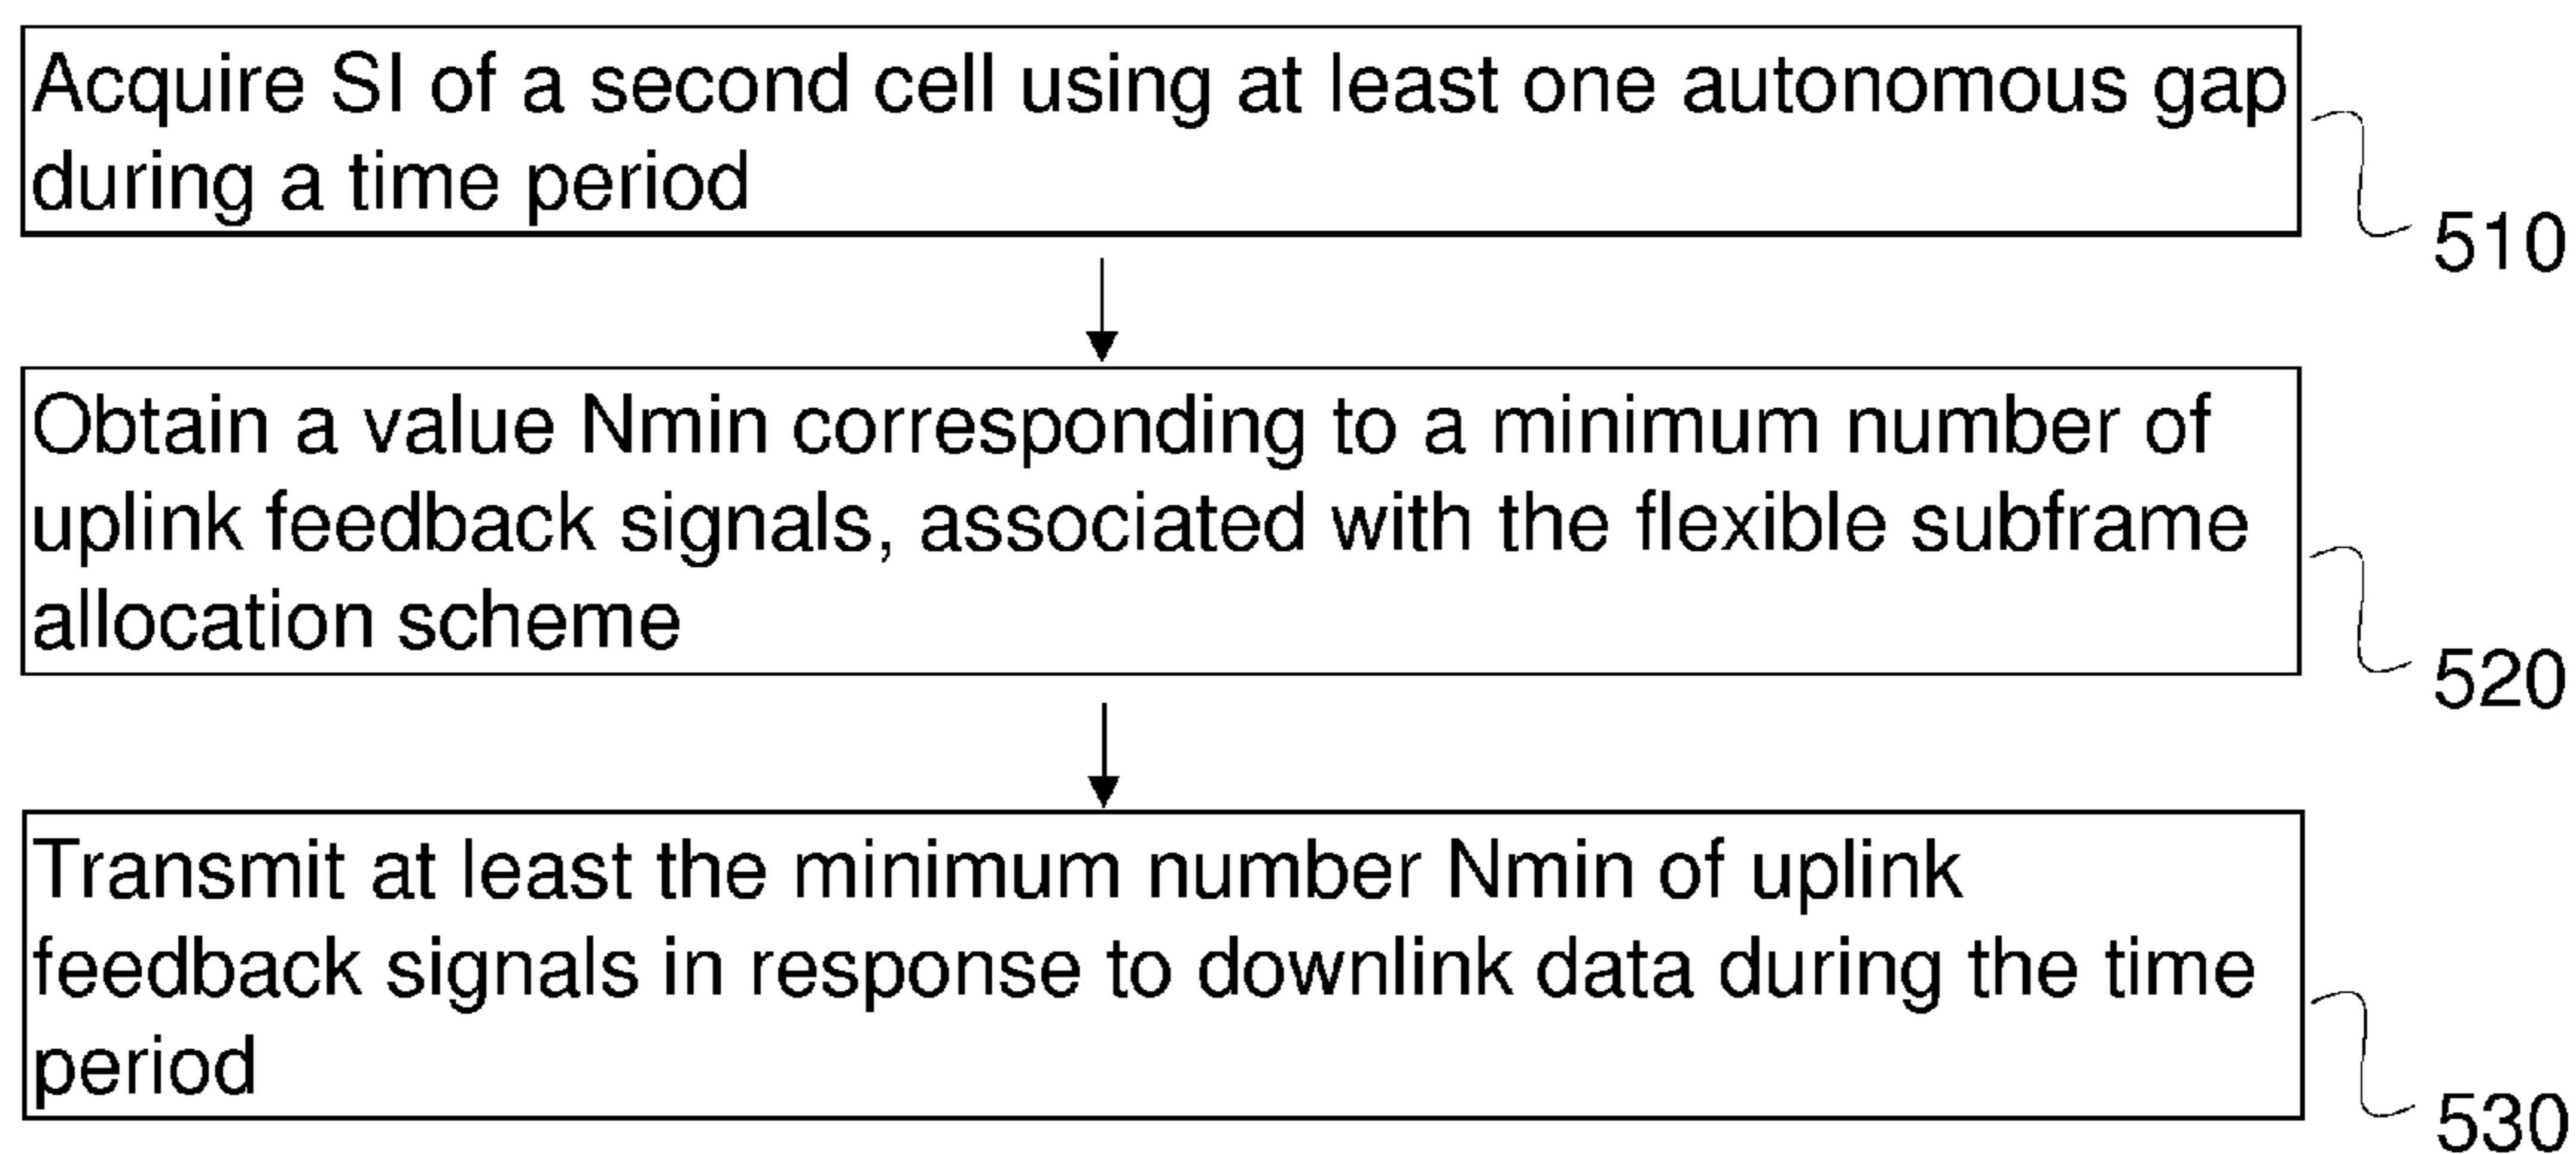 Acquire SI of a second cell using at least one autonomous gap
during a time period
510
Obtain a value Nmin corresponding to a minimum number of
uplink feedback signals, associated with the flexible subframe
allocation scheme
520
Transmit at least the minimum number Nmin of uplink
feedback signals in response to downlink data during the time
period
530